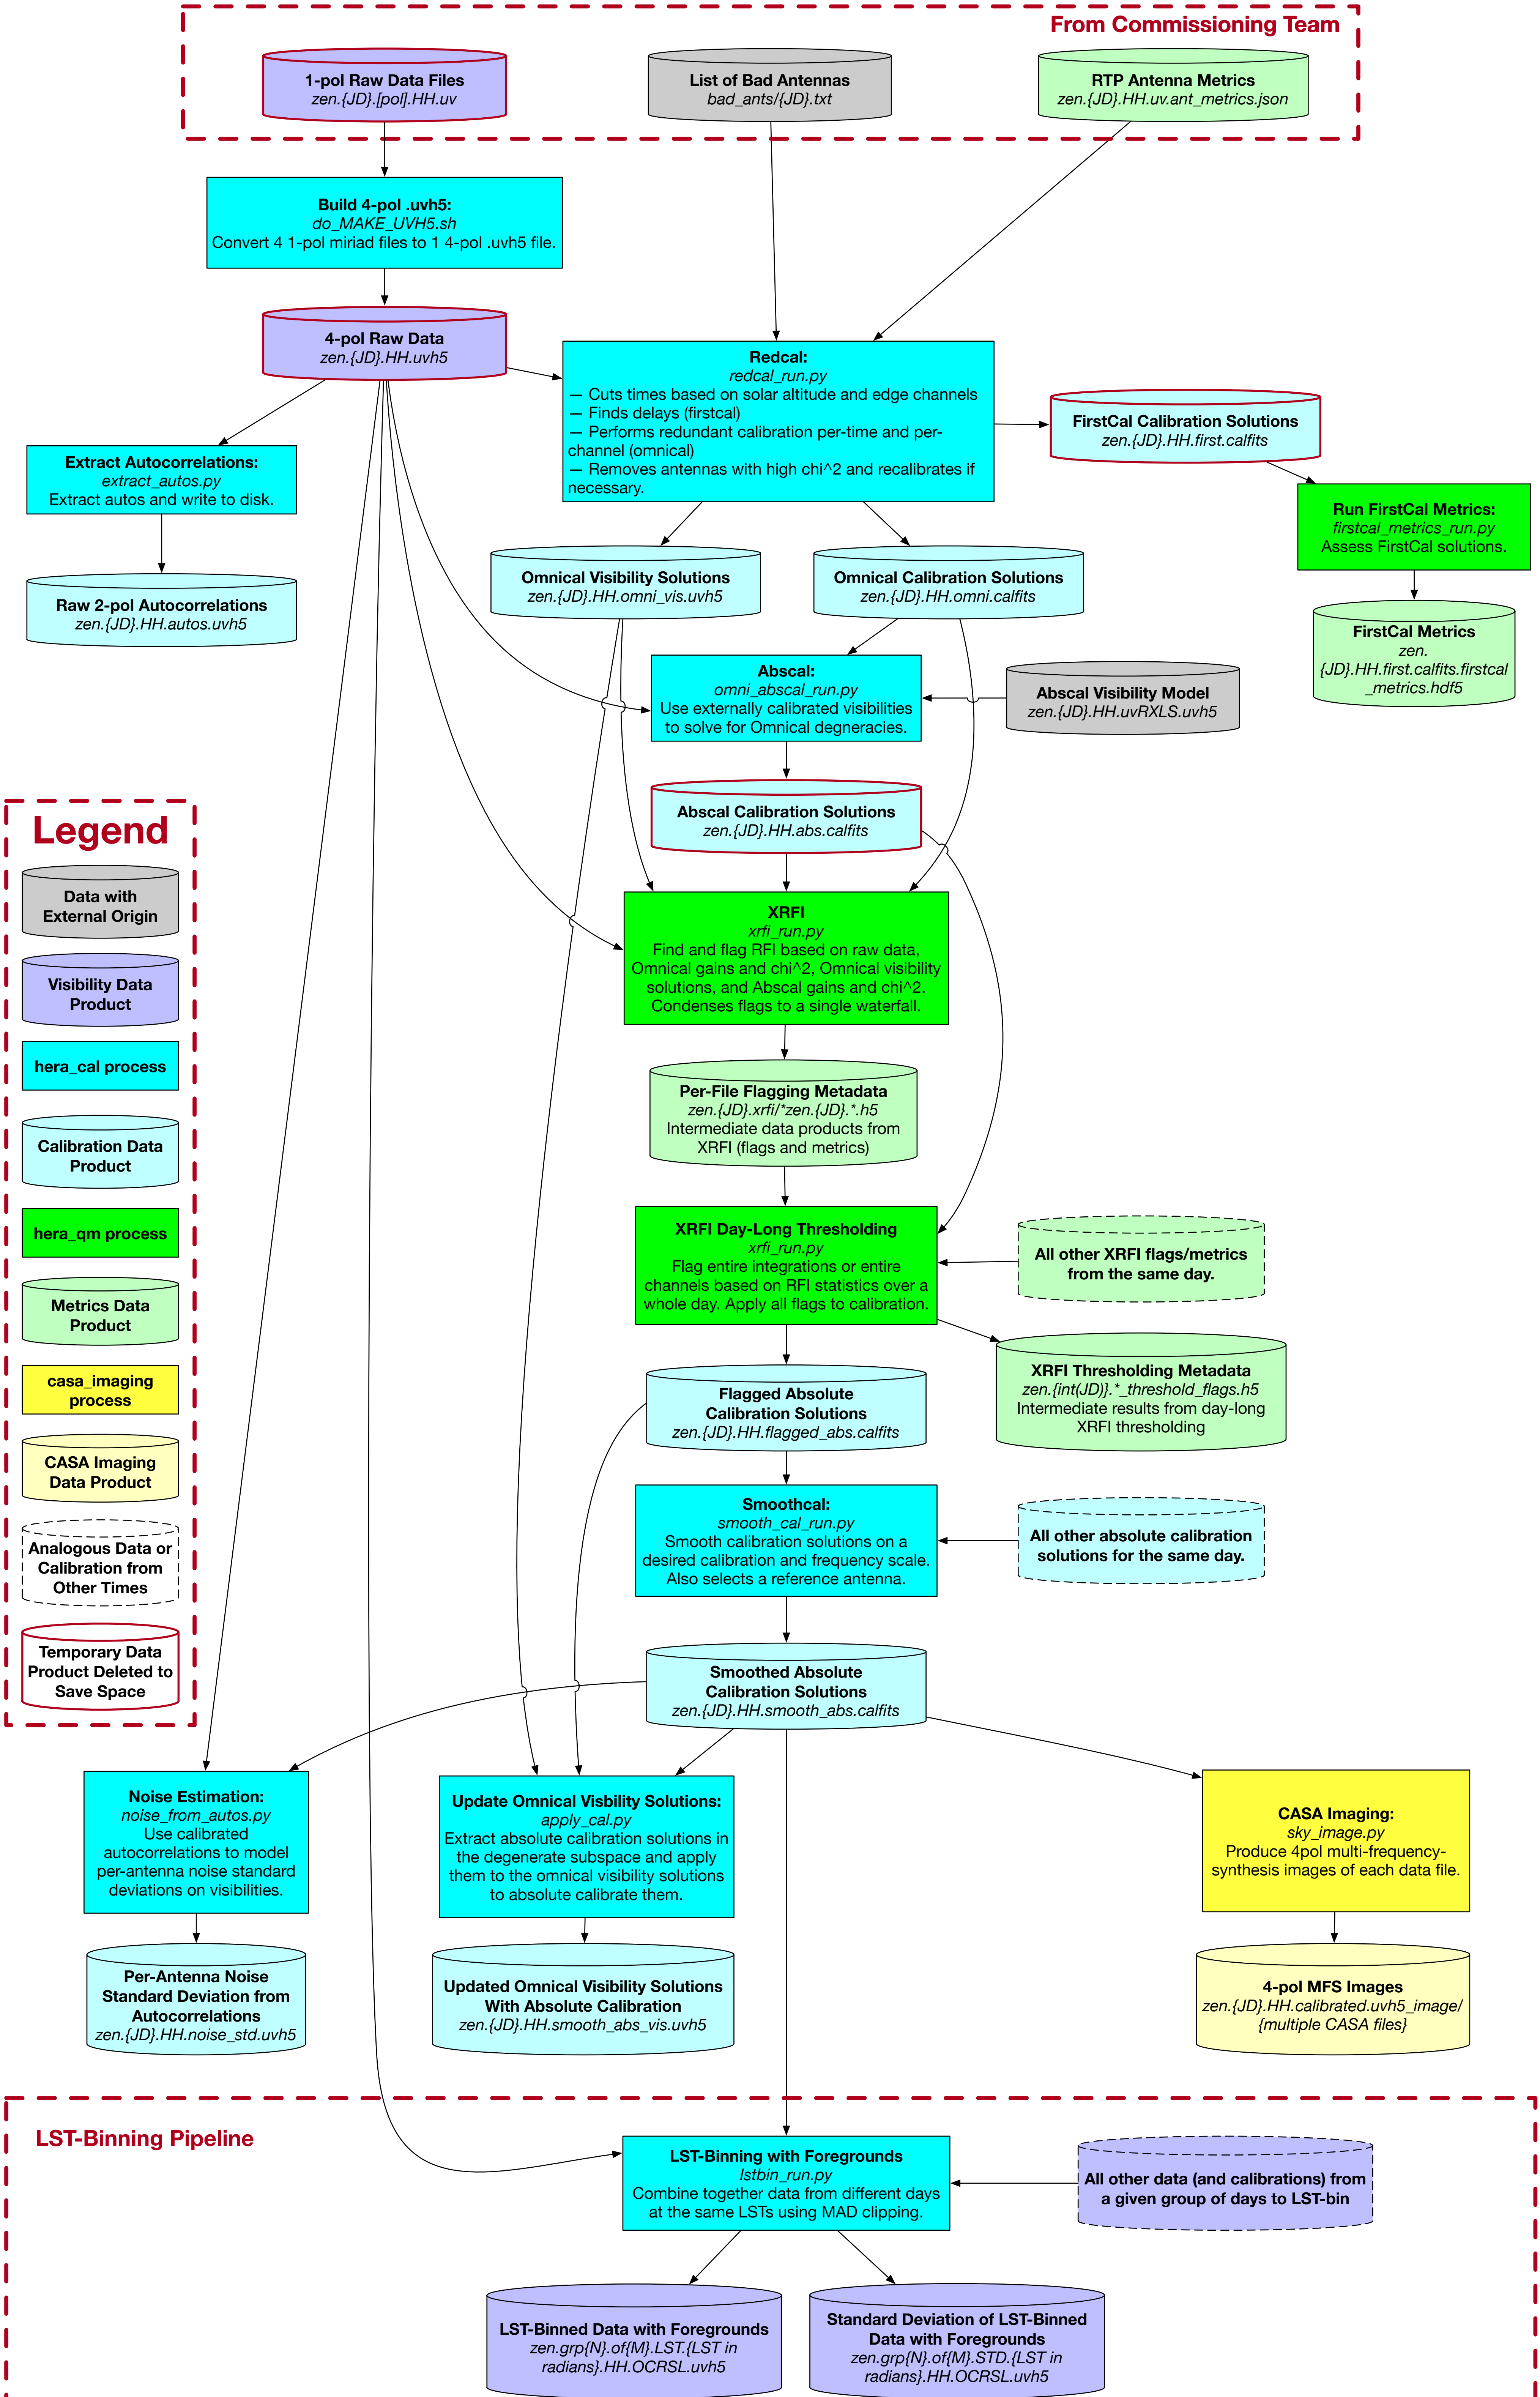 From Commissioning Team
1-pol Raw Data Files
zen.{JD}.[pol].HH.uv
List of Bad Antennas
bad_ants/{JD}.txt
RTP Antenna Metrics
zen.{JD}.HH.uv.ant_metrics.json
Build 4-pol .uvh5:
do_MAKE_UVH5.sh
Convert 4 1-pol miriad files to 1 4-pol .uvh5 file.
4-pol Raw Data
zen.{JD}.HH.uvh5
Redcal:
redcal_run.py
— Cuts times based on solar altitude and edge channels
— Finds delays (firstcal)
— Performs redundant calibration per-time and per-
channel (omnical)
— Removes antennas with high chi^2 and recalibrates if
necessary.
FirstCal Calibration Solutions
zen.{JD}.HH.first.calfits
Extract Autocorrelations:
extract_autos.py
Extract autos and write to disk.
Run FirstCal Metrics:
firstcal_metrics_run.py
Assess FirstCal solutions.
Raw 2-pol Autocorrelations
zen.{JD}.HH.autos.uvh5
Omnical Visibility Solutions
zen.{JD}.HH.omni_vis.uvh5
Omnical Calibration Solutions
zen.{JD}.HH.omni.calfits
FirstCal Metrics
zen.
{JD}.HH.first.calfits.firstcal
_metrics.hdf5
Abscal:
omni_abscal_run.py
Use externally calibrated visibilities
to solve for Omnical degneracies.
Abscal Visibility Model
zen.{JD}.HH.uvRXLS.uvh5
Abscal Calibration Solutions
zen.{JD}.HH.abs.calfits
Legend
Data with
External Origin
Visibility Data
Product
hera_cal process
Calibration Data
Product
hera_qm process
Metrics Data
Product
casa_imaging
process
CASA Imaging
Data Product
Analogous Data or
Calibration from
Other Times
Temporary Data
Product Deleted to
Save Space
XRFI
xrfi_run.py
Find and flag RFI based on raw data,
Omnical gains and chi^2, Omnical visibility
solutions, and Abscal gains and chi^2.
Condenses flags to a single waterfall.
Per-File Flagging Metadata
zen.{JD}.xrfi/*zen.{JD}.*.h5
Intermediate data products from
XRFI (flags and metrics)
XRFI Day-Long Thresholding
xrfi_run.py
Flag entire integrations or entire
channels based on RFI statistics over a
whole day. Apply all flags to calibration.
All other XRFI flags/metrics
from the same day.
Flagged Absolute
Calibration Solutions
zen.{JD}.HH.flagged_abs.calfits
XRFI Thresholding Metadata
zen.{int(JD)}.*_threshold_flags.h5
Intermediate results from day-long
XRFI thresholding
Smoothcal:
smooth_cal_run.py
Smooth calibration solutions on a
desired calibration and frequency scale.
Also selects a reference antenna.
All other absolute calibration
solutions for the same day.
Smoothed Absolute
Calibration Solutions
zen.{JD}.HH.smooth_abs.calfits
Noise Estimation:
noise_from_autos.py
Use calibrated
autocorrelations to model
per-antenna noise standard
deviations on visibilities.
Update Omnical Visbility Solutions:
apply_cal.py
Extract absolute calibration solutions in
the degenerate subspace and apply
them to the omnical visibility solutions
to absolute calibrate them.
CASA Imaging:
sky_image.py
Produce 4pol multi-frequency-
synthesis images of each data file.
Per-Antenna Noise
Standard Deviation from
Autocorrelations
zen.{JD}.HH.noise_std.uvh5
Updated Omnical Visibility Solutions
With Absolute Calibration
zen.{JD}.HH.smooth_abs_vis.uvh5
4-pol MFS Images
zen.{JD}.HH.calibrated.uvh5_image/
{multiple CASA files}
LST-Binning Pipeline
LST-Binning with Foregrounds
lstbin_run.py
Combine together data from different days
at the same LSTs using MAD clipping.
All other data (and calibrations) from
a given group of days to LST-bin
LST-Binned Data with Foregrounds
zen.grp{N}.of{M}.LST.{LST in
radians}.HH.OCRSL.uvh5
Standard Deviation of LST-Binned
Data with Foregrounds
zen.grp{N}.of{M}.STD.{LST in
radians}.HH.OCRSL.uvh5